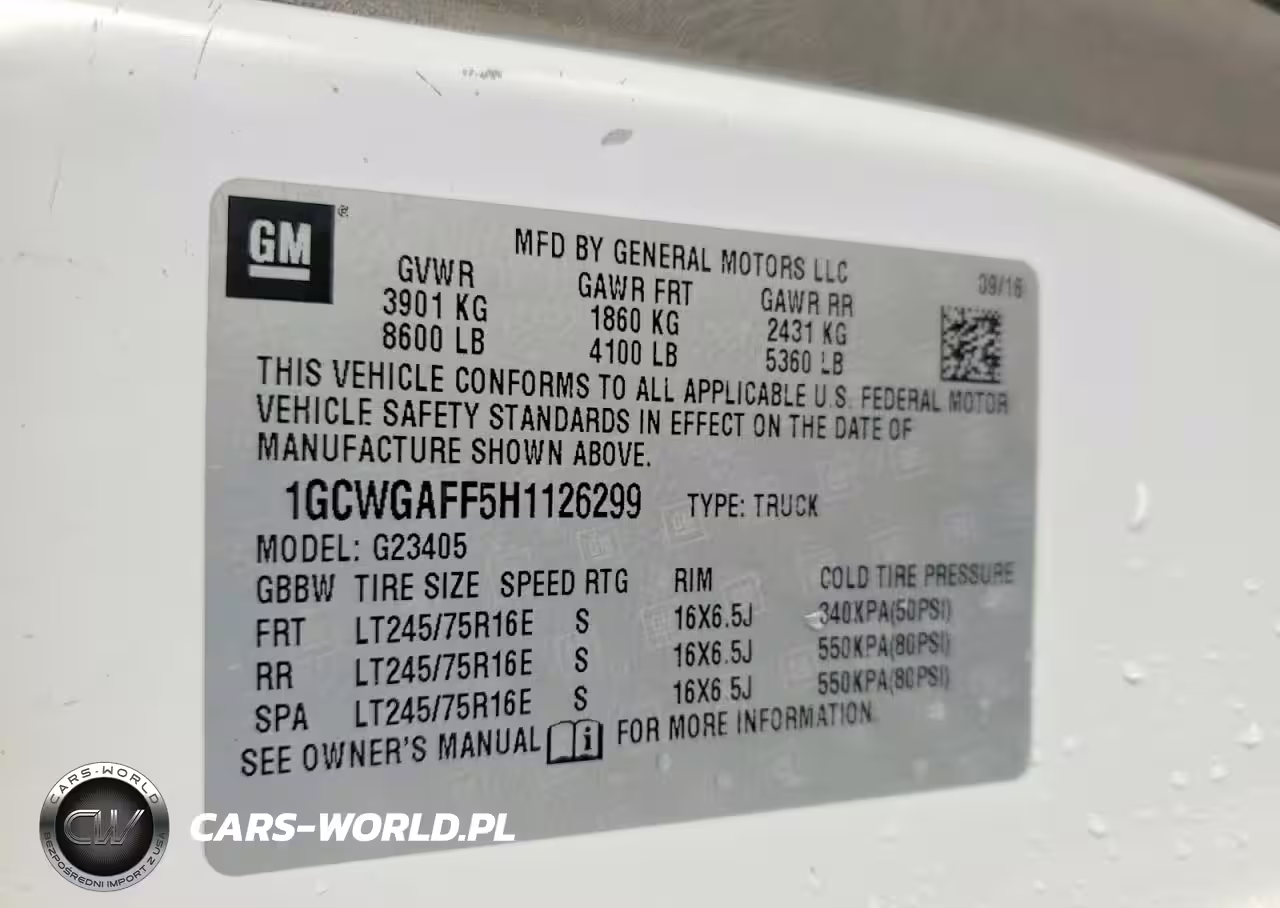 GM
®
MFD BY GENERAL MOTORS LLC
09/16
GVWR GAWR FRT GAWR RR
3901 KG 1860 KG 2431 KG
8600 LB 4100 LB 5360 LB
THIS VEHICLE CONFORMS TO ALL APPLICABLE U.S. FEDERAL MOTOR
VEHICLE SAFETY STANDARDS IN EFFECT ON THE DATE OF
MANUFACTURE SHOWN ABOVE.
1GCWGAFF5H1126299 TYPE: TRUCK
MODEL: G23405
GBBW TIRE SIZE SPEED RTG RIM COLD TIRE PRESSURE
FRT LT245/75R16E S 16X6.5J 340KPA(50PSI)
RR LT245/75R16E S 16X6.5J 550KPA(80PSI)
SPA LT245/75R16E S 16X6.5J 550KPA(80PSI)
SEE OWNER'S MANUAL i FOR MORE INFORMATION.
CARS-WORLD
CW
BEZPOŚREDNI IMPORT Z USA
CARS-WORLD.PL